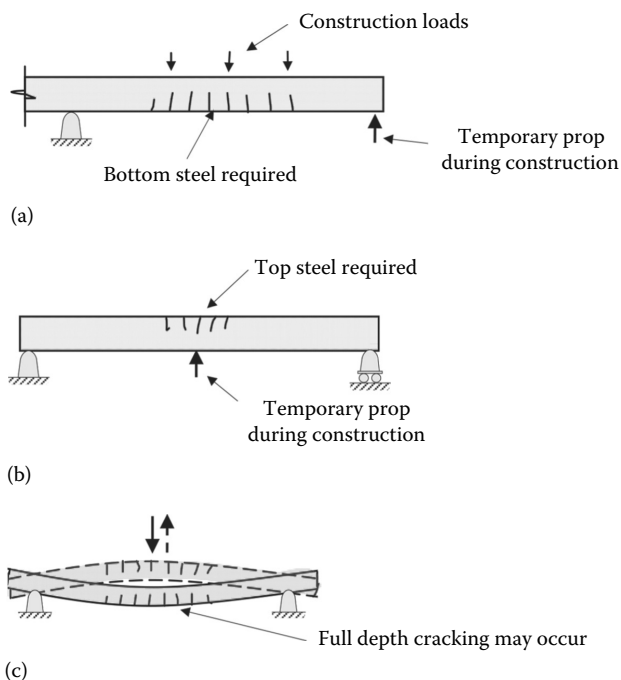 Construction loads
Temporary prop
during construction
Bottom steel required
(a)
Top steel required
Temporary prop
during construction
(b)
Full depth cracking may occur
(c)